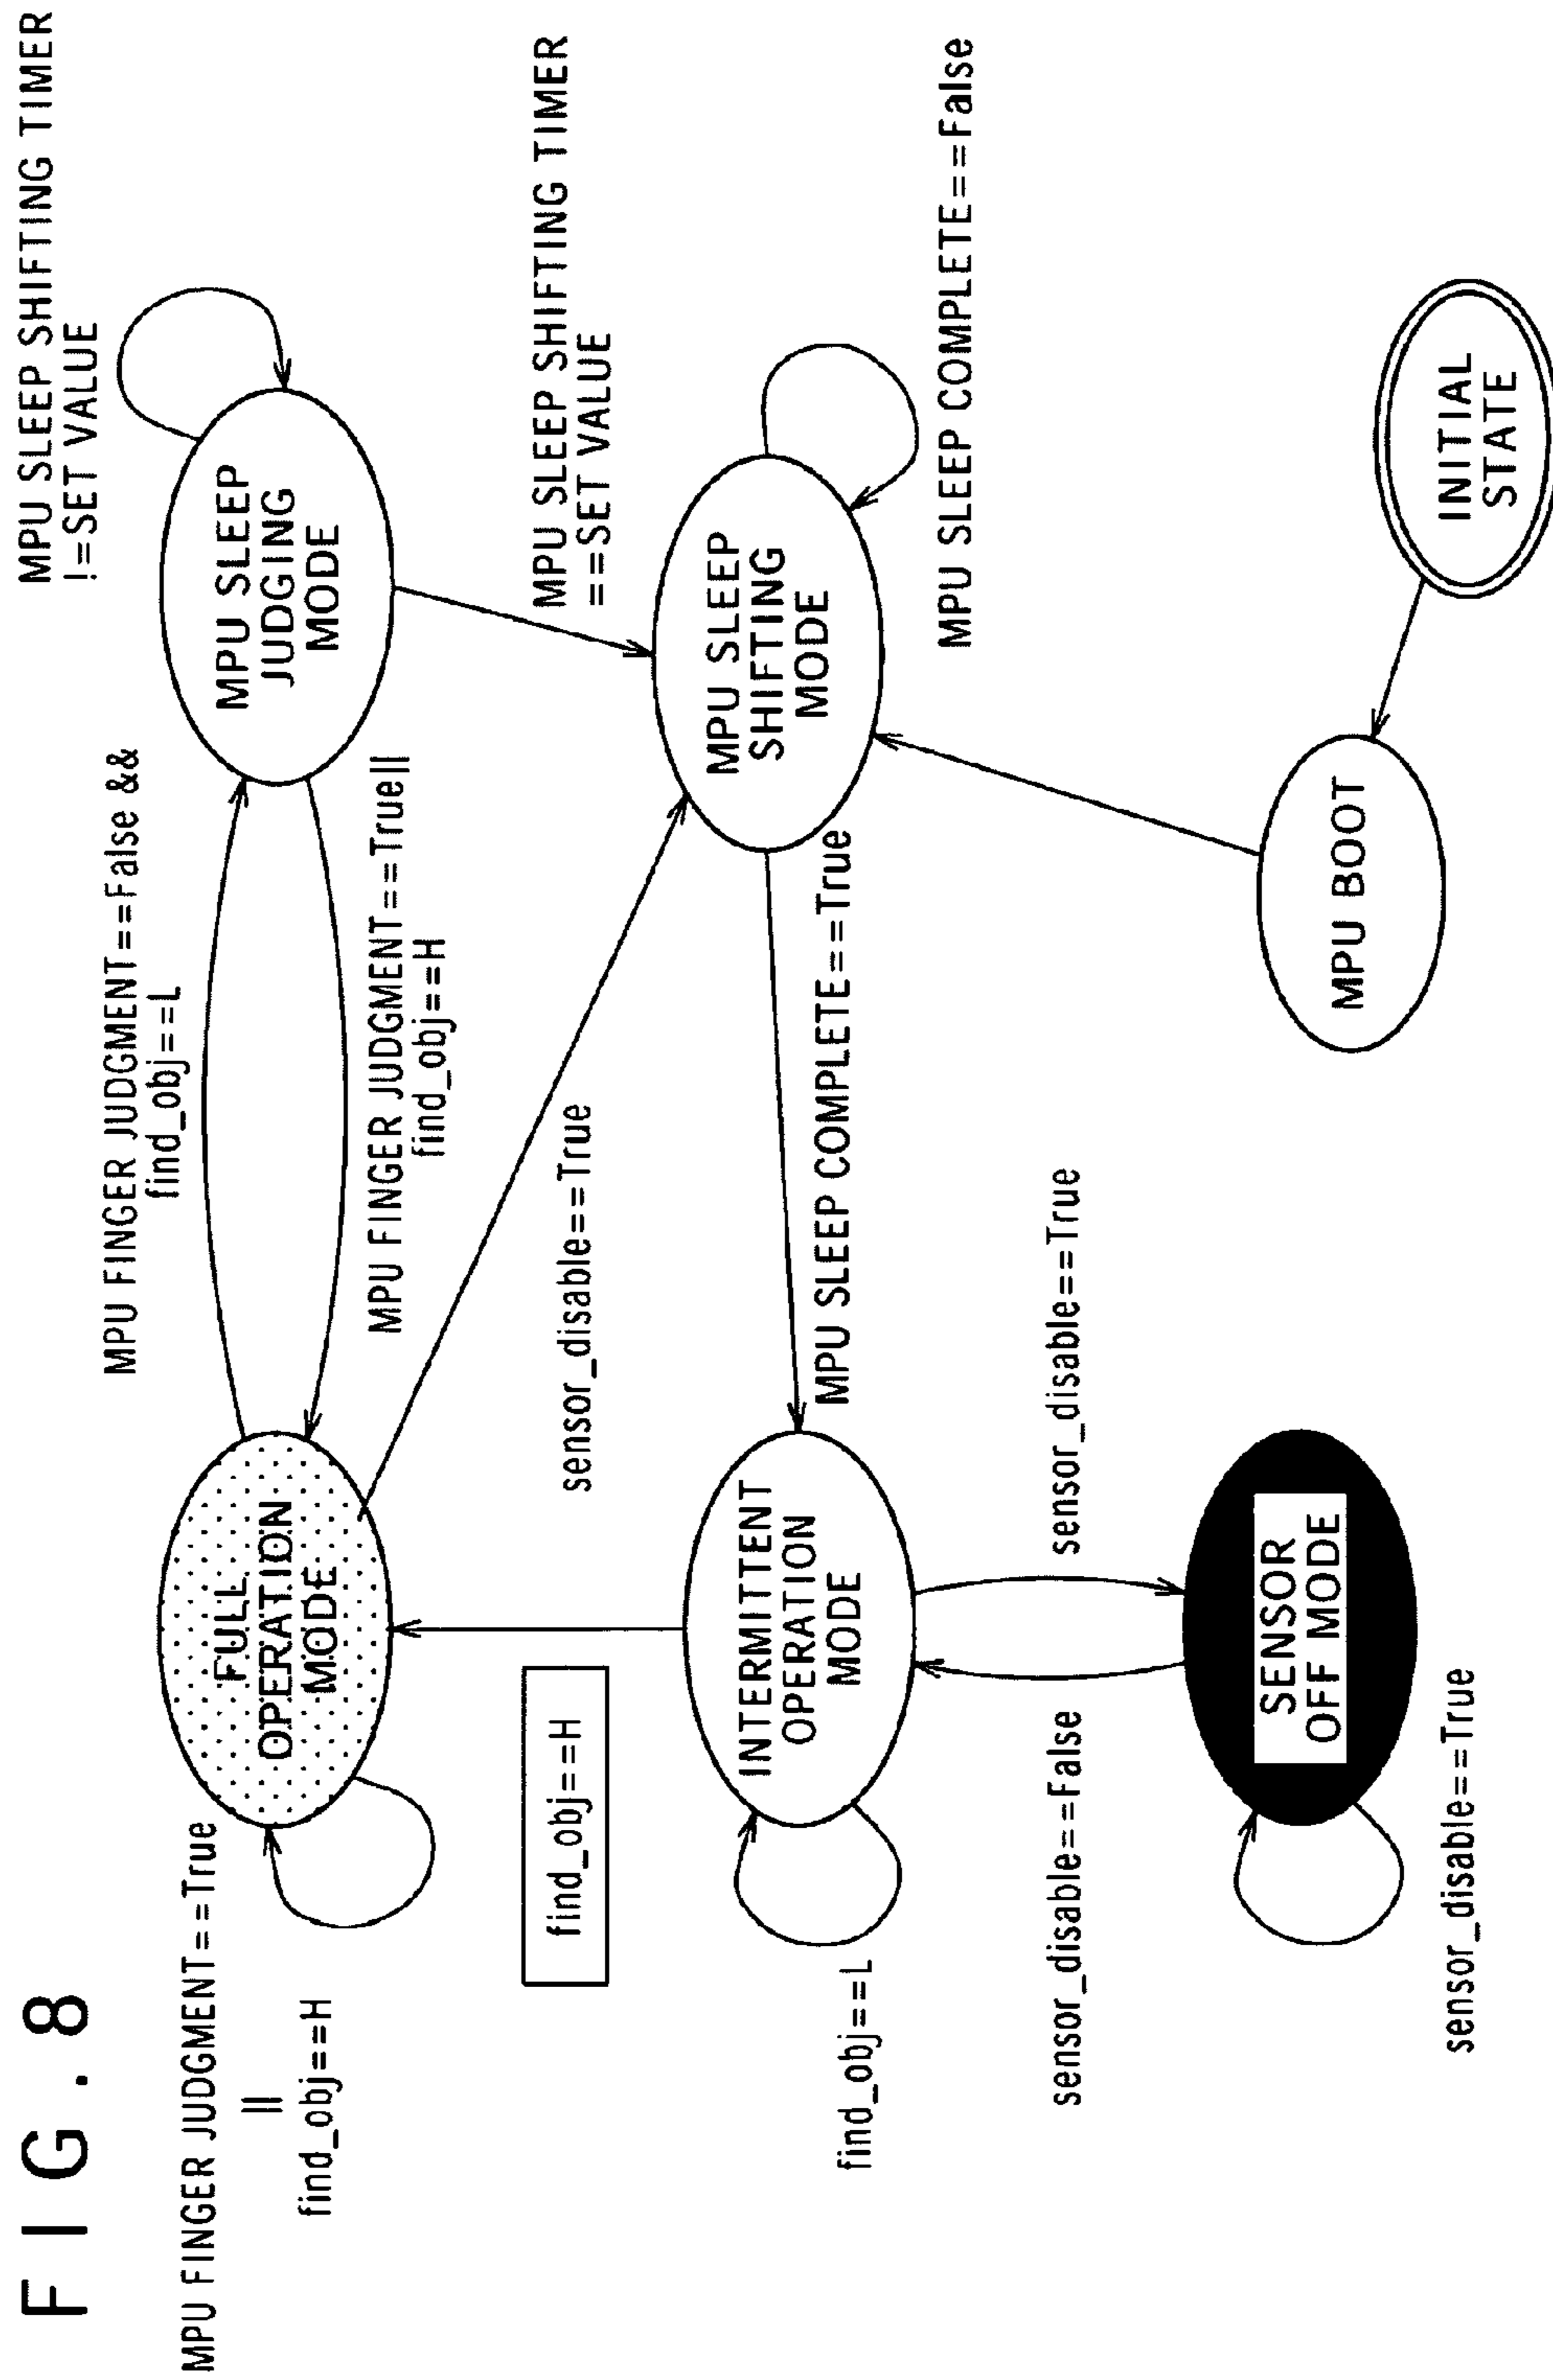 FIG.8
MPU FINGER JUDGMENT==True
||
find_obj==H
FULL
OPERATION
MODE
MPU FINGER JUDGMENT==False &&
find_obj==L
MPU FINGER JUDGMENT==True||
find_obj==H
MPU SLEEP
JUDGING
MODE
MPU SLEEP SHIFTING TIMER
!=SET VALUE
find_obj==H
sensor_disable==True
MPU SLEEP SHIFTING TIMER
==SET VALUE
find_obj==L
INTERMITTENT
OPERATION
MODE
MPU SLEEP COMPLETE==True
MPU SLEEP
SHIFTING
MODE
MPU SLEEP COMPLETE==False
sensor_disable==False
sensor_disable==True
SENSOR
OFF MODE
sensor_disable==True
MPU BOOT
INITIAL
STATE